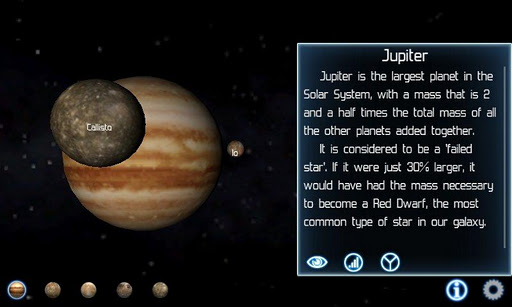 Callisto
Io
Jupiter
Jupiter is the largest planet in the
Solar System, with a mass that is 2
and a half times the total mass of all
the other planets added together.
It is considered to be a 'failed
star'. If it were just 30% larger, it
would have had the mass necessary
to become a Red Dwarf, the most
common type of star in our galaxy.